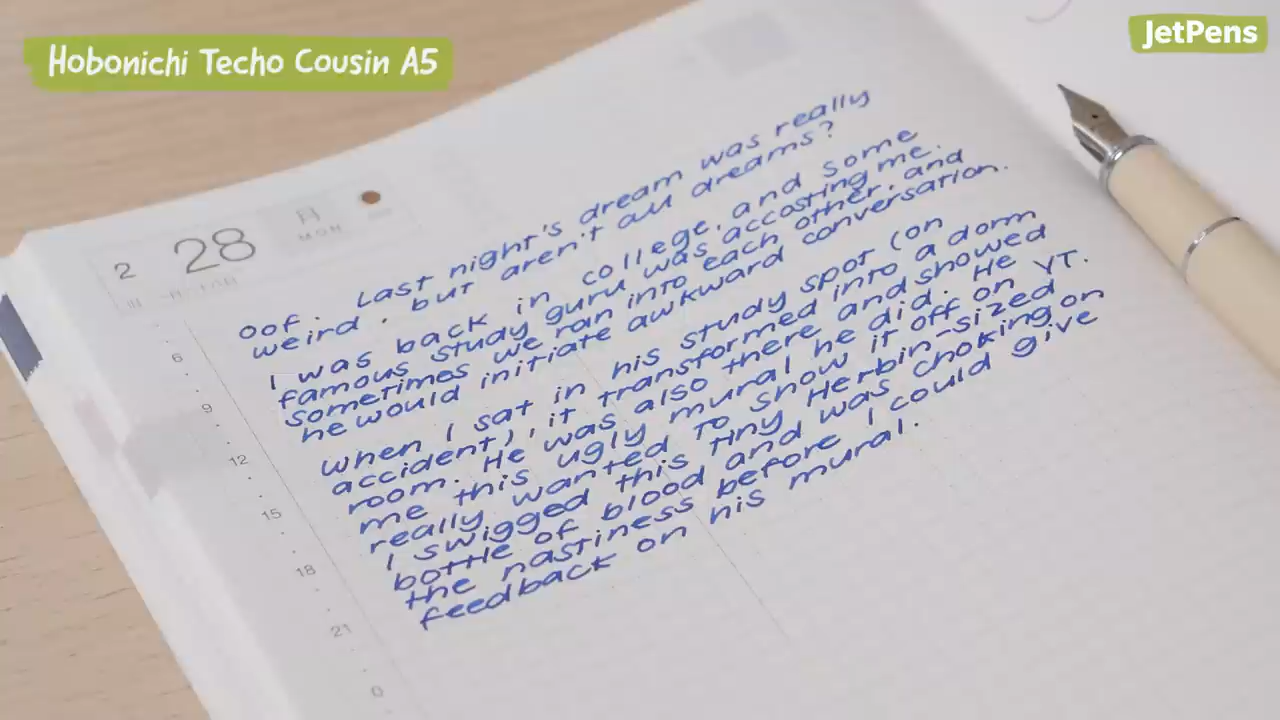 Hobonichi Techo Cousin A5
JetPens
2 28 月
MON
oof. Last night's dream was really
weird. but aren't all dreams?
I was back in college, and some
famous study guru was accosting me.
sometimes we ran into each other, and
he would initiate awkward conversation.
When I sat in his study spot (on
accident), it transformed into a dorm
room. He was also there and showed
me this ugly mural he did. He
really wanted to show it off on YT.
I swigged this tiny Herbin-sized
bottle of blood and was choking on
the nastiness before I could give
feedback on his mural.
6
9
12
15
18
21
0